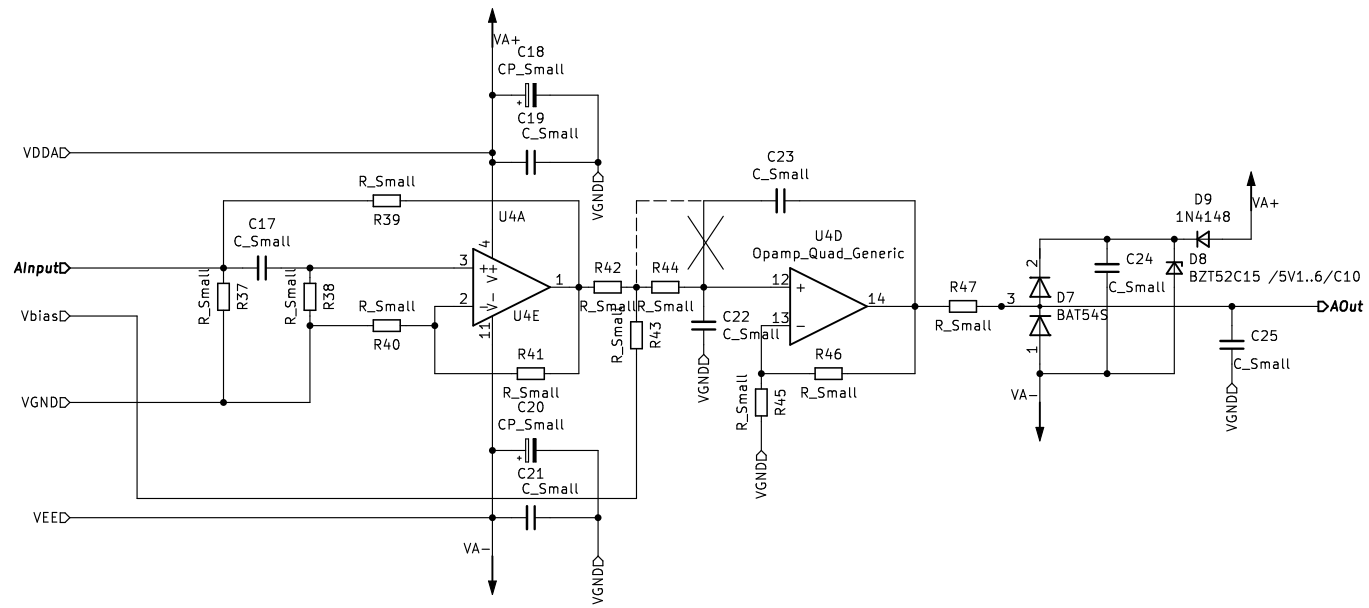 VA+
C18
CP_Small
+
C19
C_Small
VDDA
VGND
R_Small
R39
C17
C_Small
U4A
4
AInput
3
++
V+
1
2
–
V-
11
U4E
R_Small
R37
R_Small
R38
Vbias
R40
R_Small
R41
R_Small
VGND
C20
CP_Small
+
C21
C_Small
VEE
VA-
VGND
R42
R_Small
R44
R_Small
R_Small
R43
C22
C_Small
VGND
C23
C_Small
U4D
Opamp_Quad_Generic
12
+
14
13
–
R46
R_Small
R_Small
R45
VGND
R47
R_Small
3
2
D7
BAT54S
1
VA-
C24
C_Small
D9
1N4148
VA+
D8
BZT52C15 /5V1..6/C10
AOut
C25
C_Small
VGND